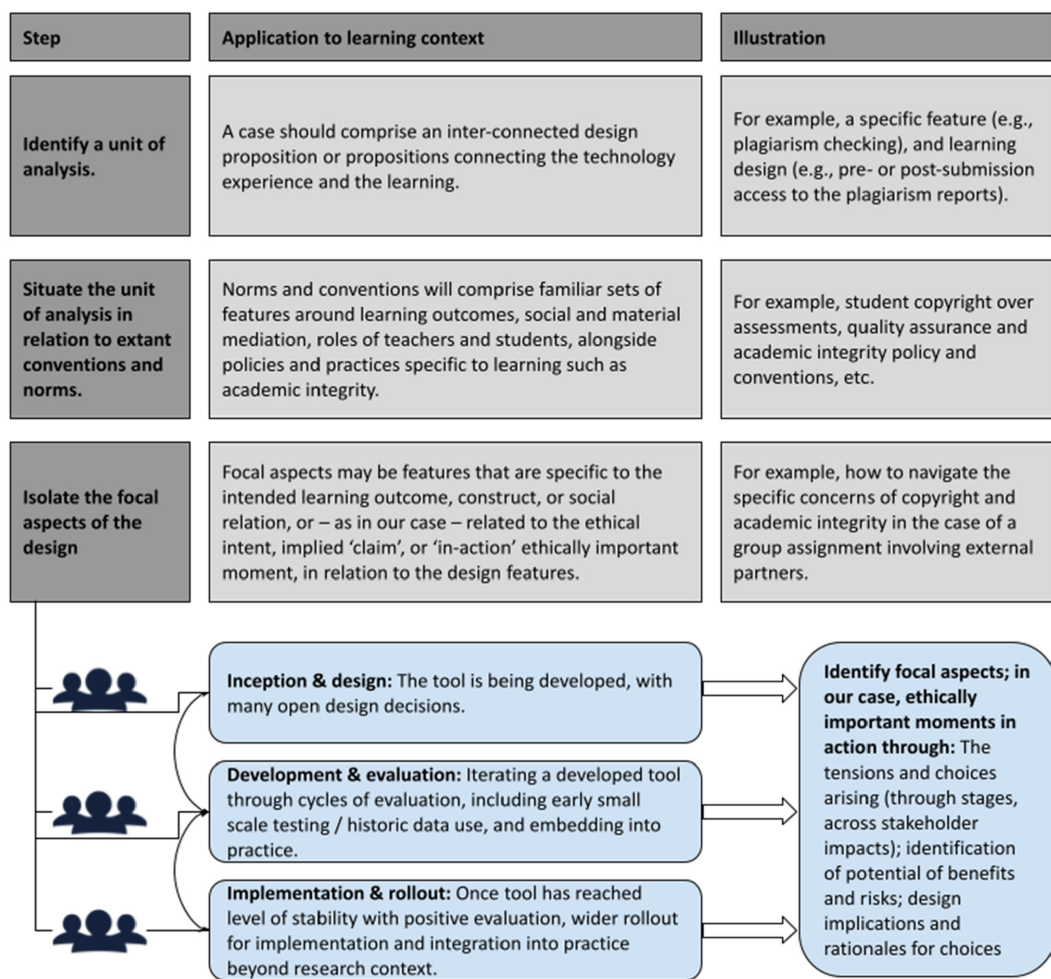 Step
Application to learning context
Illustration
Identify a unit of
analysis.
A case should comprise an inter-connected design
proposition or propositions connecting the technology
experience and the learning.
For example, a specific feature (e.g.,
plagiarism checking), and learning
design (e.g., pre- or post-submission
access to the plagiarism reports).
Situate the unit
of analysis in
relation to extant
conventions and
norms.
Norms and conventions will comprise familiar sets of
features around learning outcomes, social and material
mediation, roles of teachers and students, alongside
policies and practices specific to learning such as
academic integrity.
For example, student copyright over
assessments, quality assurance and
academic integrity policy and
conventions, etc.
Isolate the focal
aspects of the
design
Focal aspects may be features that are specific to the
intended learning outcome, construct, or social
relation, or – as in our case – related to the ethical
intent, implied ‘claim’, or ‘in-action’ ethically important
moment, in relation to the design features.
For example, how to navigate the
specific concerns of copyright and
academic integrity in the case of a
group assignment involving external
partners.
Inception & design: The tool is being developed, with
many open design decisions.
Development & evaluation: Iterating a developed tool
through cycles of evaluation, including early small
scale testing / historic data use, and embedding into
practice.
Implementation & rollout: Once tool has reached
level of stability with positive evaluation, wider rollout
for implementation and integration into practice
beyond research context.
Identify focal aspects; in
our case, ethically
important moments in
action through: The
tensions and choices
arising (through stages,
across stakeholder
impacts); identification
of potential of benefits
and risks; design
implications and
rationales for choices